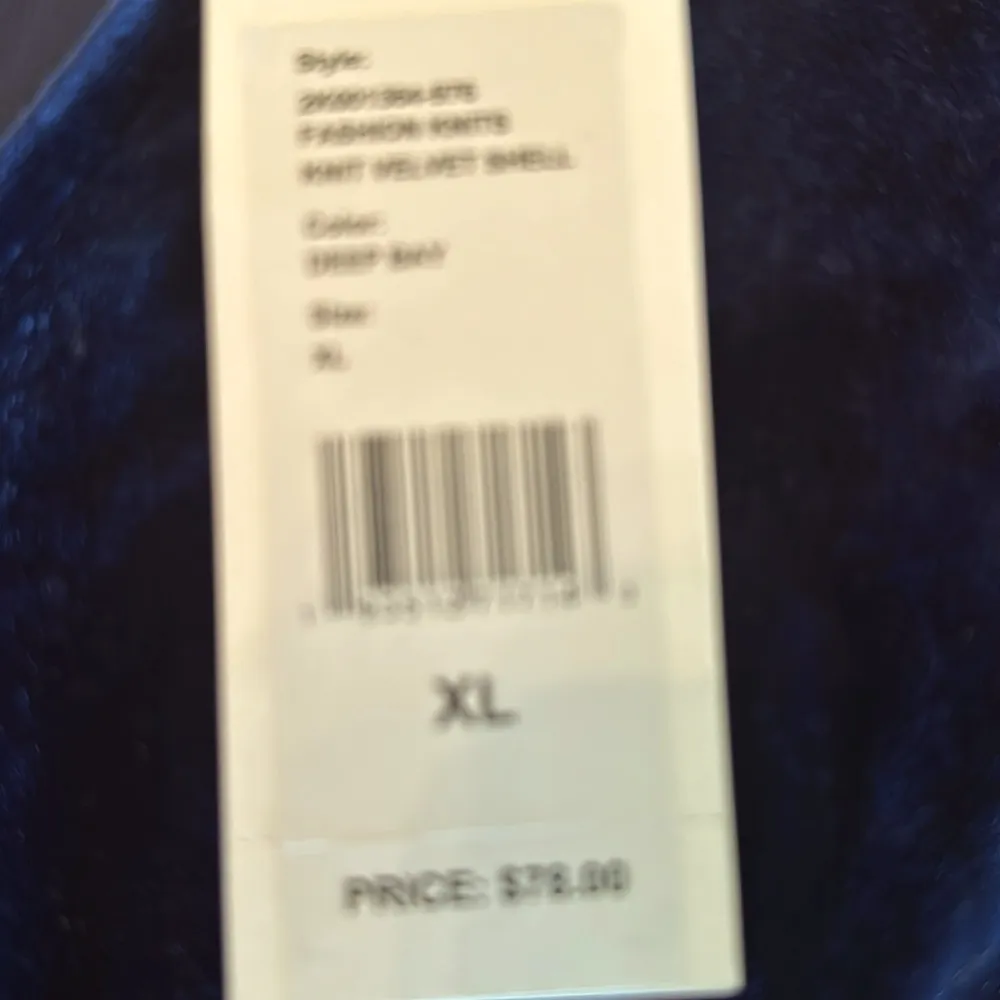 Style:
FASHION KNITS
KNIT VELVET SHELL
Color:
DEEP BAY
Size:
XL
XL
PRICE: $78.00